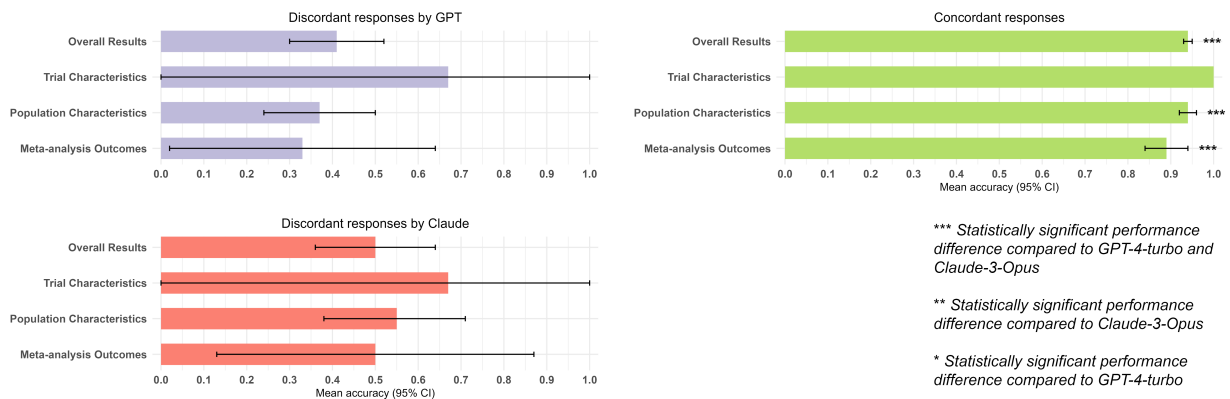 Discordant responses by GPT
Overall Results
Trial Characteristics
Population Characteristics
Meta-analysis Outcomes
0.0 0.1 0.2 0.3 0.4 0.5 0.6 0.7 0.8 0.9 1.0
Concordant responses
Overall Results ***
Trial Characteristics
Population Characteristics ***
Meta-analysis Outcomes ***
0.0 0.1 0.2 0.3 0.4 0.5 0.6 0.7 0.8 0.9 1.0
Mean accuracy (95% CI)
Discordant responses by Claude
Overall Results
Trial Characteristics
Population Characteristics
Meta-analysis Outcomes
0.0 0.1 0.2 0.3 0.4 0.5 0.6 0.7 0.8 0.9 1.0
Mean accuracy (95% CI)
*** Statistically significant performance
difference compared to GPT-4-turbo and
Claude-3-Opus
** Statistically significant performance
difference compared to Claude-3-Opus
* Statistically significant performance
difference compared to GPT-4-turbo